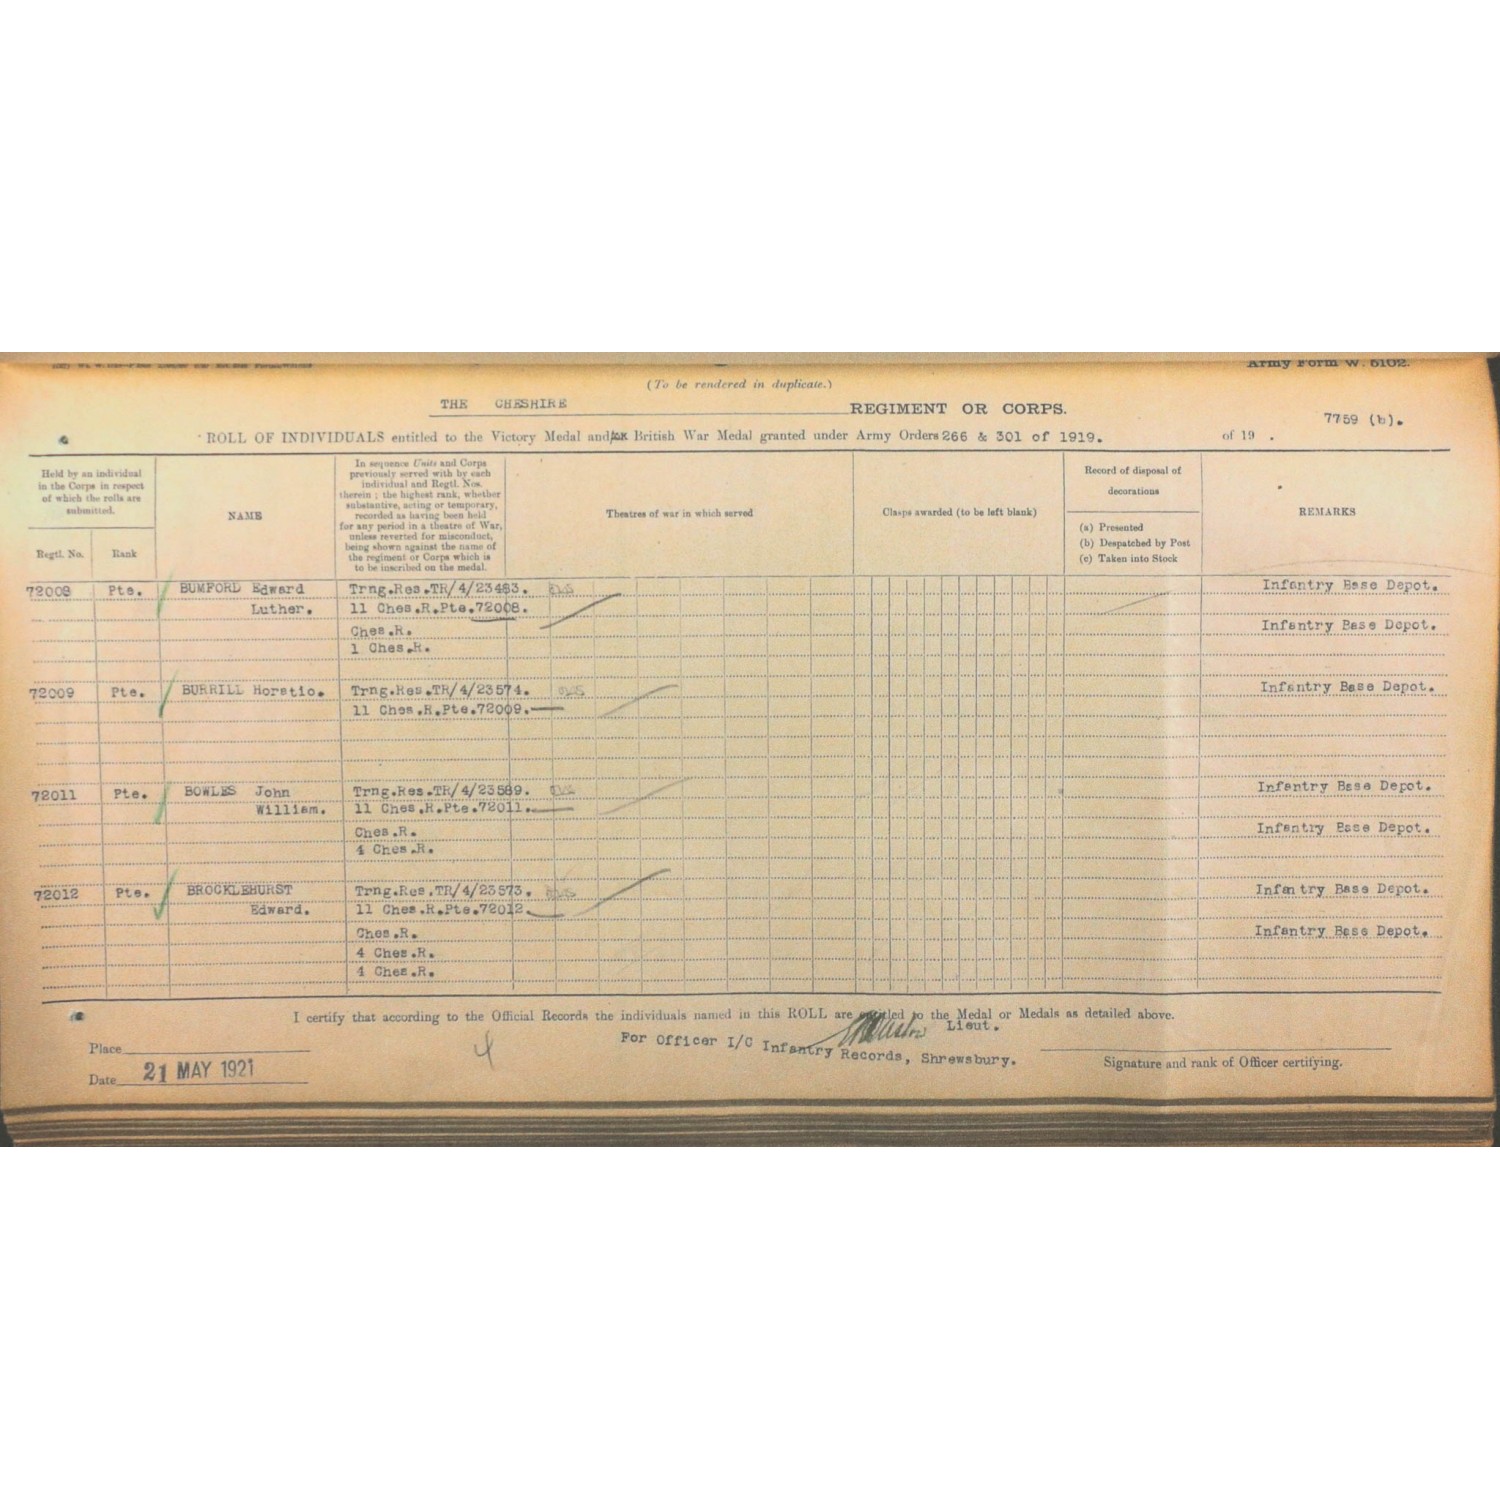 Army Form W. 5102.
(To be rendered in duplicate.)
THE CHESHIRE REGIMENT OR CORPS.
7759 (b).
ROLL OF INDIVIDUALS entitled to the Victory Medal and/or British War Medal granted under Army Orders 266 & 301 of 1919. of 19 .
Held by an individual
in the Corps in respect
of which the rolls are
submitted.
Regtl. No.
Rank
NAME
In sequence Units and Corps
previously served with by each
individual and Regtl. Nos.
therein ; the highest rank, whether
substantive, acting or temporary,
recorded as having been held
for any period in a theatre of War,
unless reverted for misconduct,
being shown against the name of
the regiment or Corps which is
to be inscribed on the medal.
Theatres of war in which served
Clasps awarded (to be left blank)
Record of disposal of
decorations
(a) Presented
(b) Despatched by Post
(c) Taken into Stock
REMARKS
72008 Pte. BUMFORD Edward Trng.Res.TR/4/23483. Infantry Base Depot.
Luther. 11 Ches.R.Pte.72008.
Ches.R. Infantry Base Depot.
1 Ches.R.
72009 Pte. BURRILL Horatio. Trng.Res.TR/4/23574. Infantry Base Depot.
11 Ches.R.Pte.72009.
72011 Pte. BOWLES John Trng.Res.TR/4/23589. Infantry Base Depot.
William. 11 Ches.R.Pte.72011.
Ches.R. Infantry Base Depot.
4 Ches.R.
72012 Pte. BROCKLEHURST Trng.Res.TR/4/23573. Infantry Base Depot.
Edward. 11 Ches.R.Pte.72012.
Ches.R. Infantry Base Depot.
4 Ches.R.
1 Ches.R.
I certify that according to the Official Records the individuals named in this ROLL are entitled to the Medal or Medals as detailed above.
Lieut.
For Officer I/C Infantry Records, Shrewsbury.
Place
Date 21 MAY 1921
4
Signature and rank of Officer certifying.